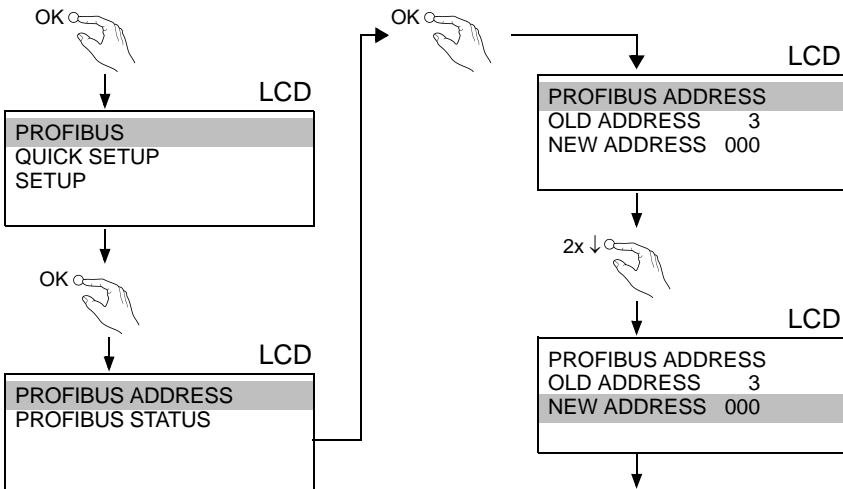 OK
LCD
PROFIBUS
QUICK SETUP
SETUP
OK
LCD
PROFIBUS ADDRESS
PROFIBUS STATUS
OK
LCD
PROFIBUS ADDRESS
OLD ADDRESS 3
NEW ADDRESS 000
2x ↓
LCD
PROFIBUS ADDRESS
OLD ADDRESS 3
NEW ADDRESS 000